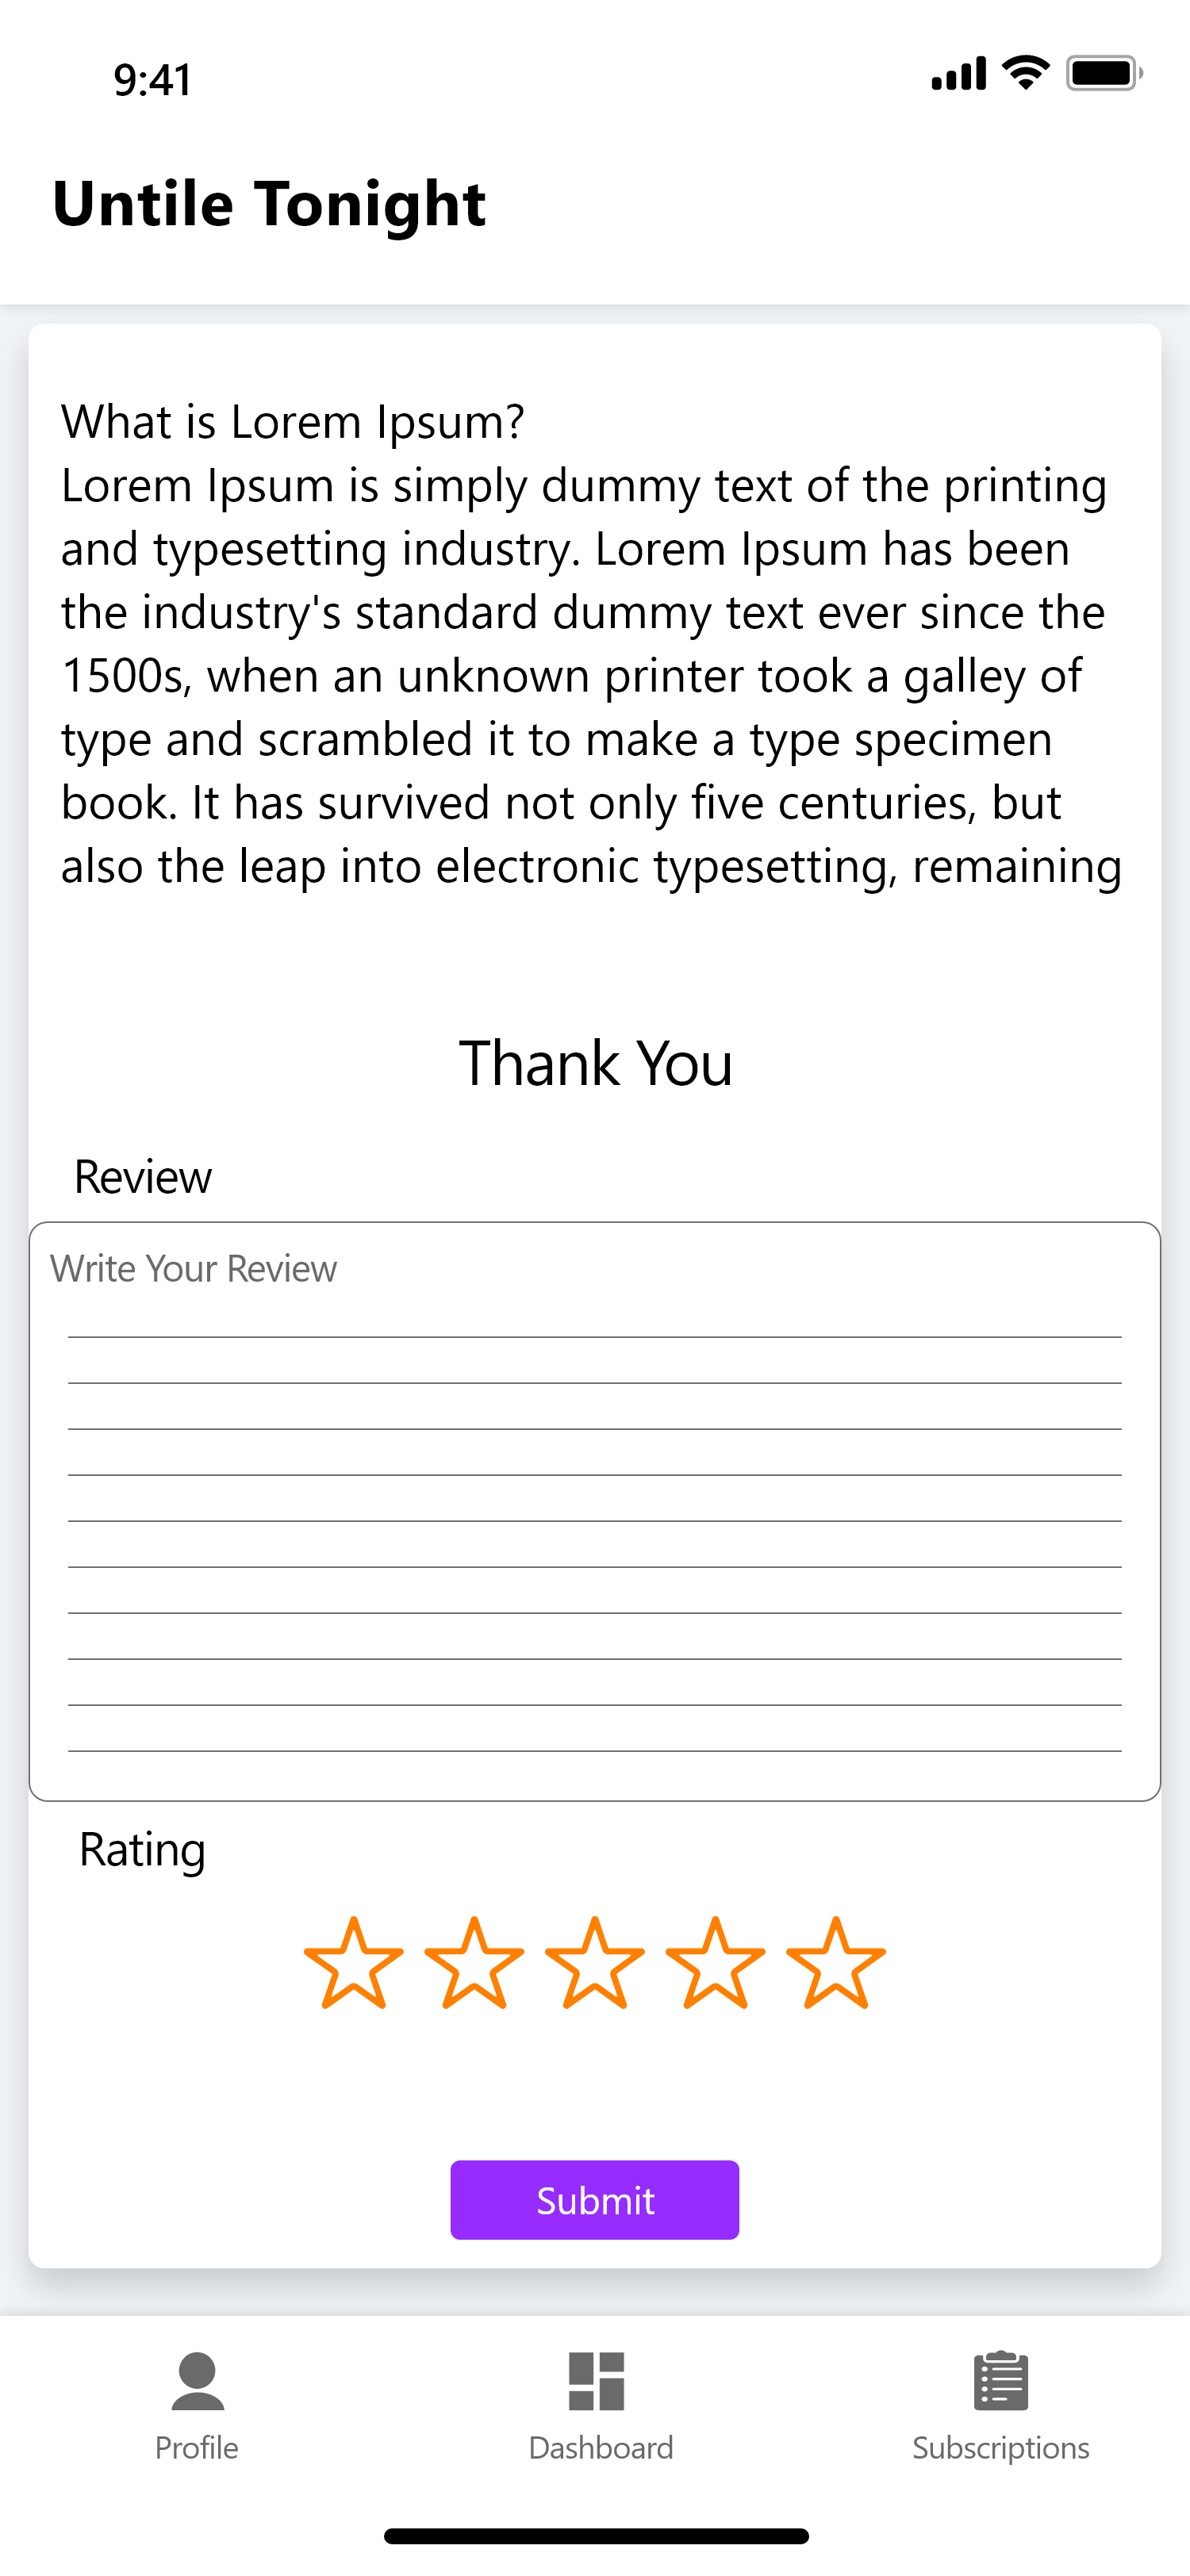 9:41
Untile Tonight
What is Lorem Ipsum?
Lorem Ipsum is simply dummy text of the printing
and typesetting industry. Lorem Ipsum has been
the industry's standard dummy text ever since the
1500s, when an unknown printer took a galley of
type and scrambled it to make a type specimen
book. It has survived not only five centuries, but
also the leap into electronic typesetting, remaining
Thank You
Review
Write Your Review
Rating
Submit
Profile
Dashboard
Subscriptions